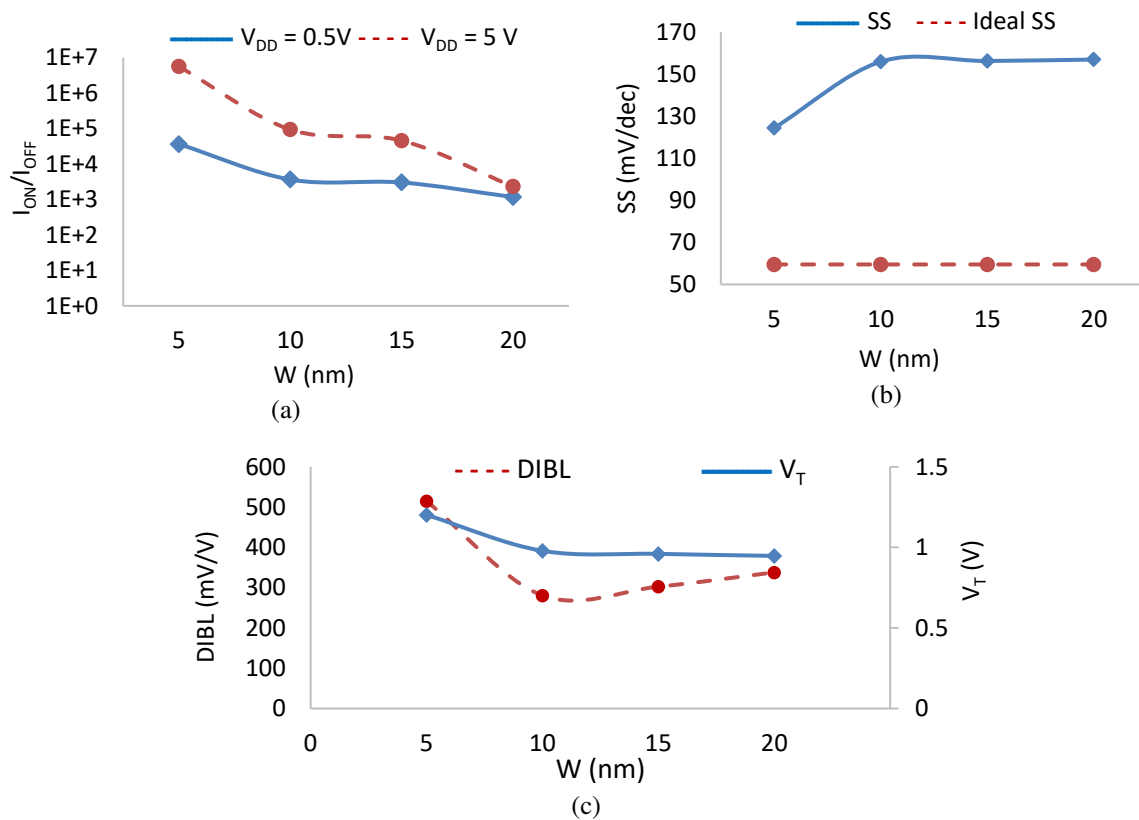 V_DD = 0.5V V_DD = 5 V
1E+7
1E+6
1E+5
1E+4
1E+3
1E+2
1E+1
1E+0
I_ON/I_OFF
5 10 15 20
W (nm)
(a)
SS Ideal SS
170
150
130
110
90
70
50
SS (mV/dec)
5 10 15 20
W (nm)
(b)
DIBL V_T
600
500
400
300
200
100
0
DIBL (mV/V)
1.5
1
0.5
0
V_T (V)
0 5 10 15 20
W (nm)
(c)